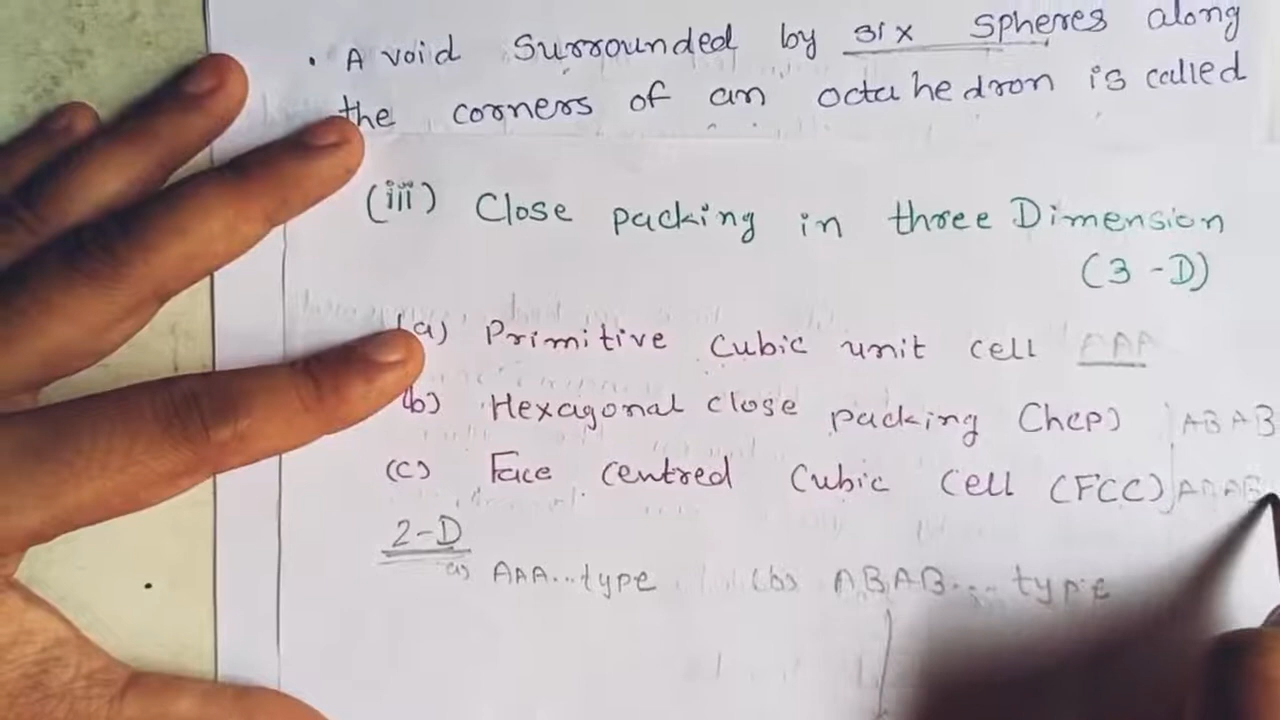 • A void surrounded by six spheres along
the corners of an octahedron is called
(iii) Close packing in three Dimension
(3-D)
(a) Primitive cubic unit cell AAA
(b) Hexagonal close packing (hcp) ABAB
(c) Face centred cubic cell (FCC)
2-D
(a) AAA...type (b) ABAB... type